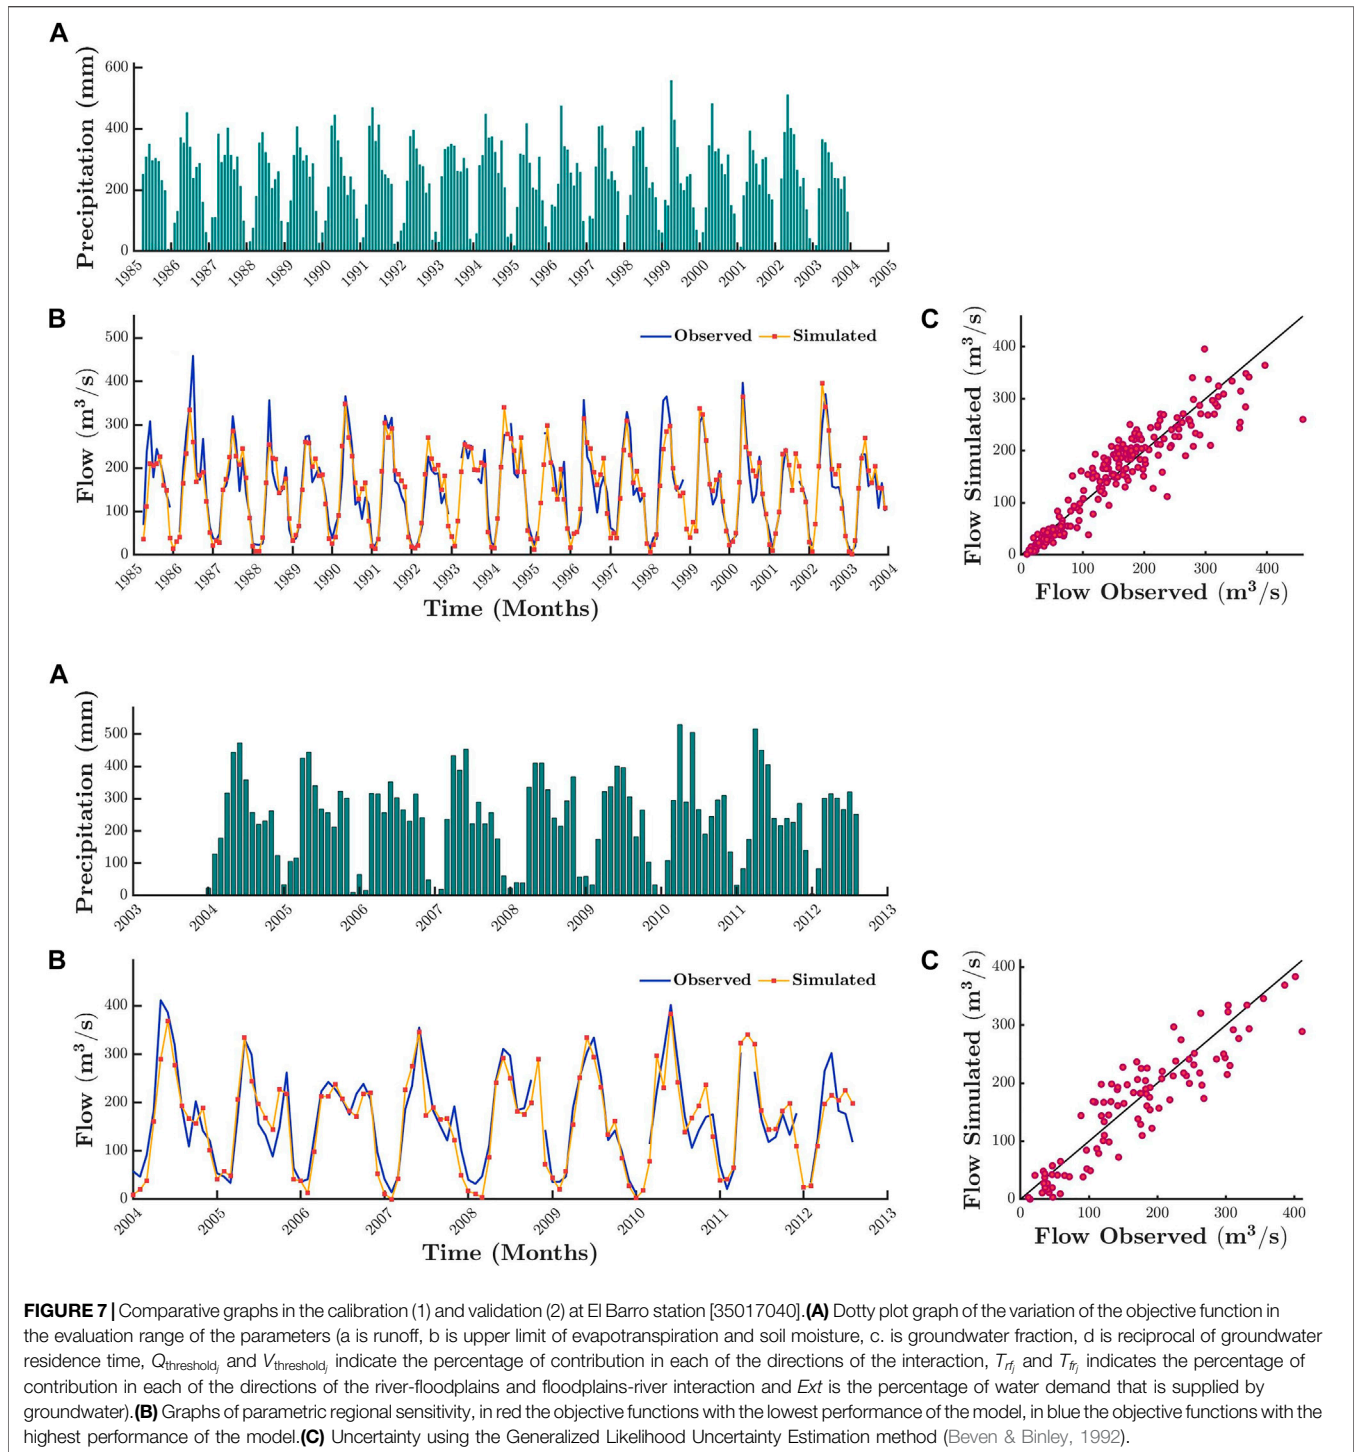 A
Precipitation (mm)
600
400
200
0
1985 1986 1987 1988 1989 1990 1991 1992 1993 1994 1995 1996 1997 1998 1999 2000 2001 2002 2003 2004 2005
B
Flow (m³/s)
500
400
300
200
100
0
Observed Simulated
1985 1986 1987 1988 1989 1990 1991 1992 1993 1994 1995 1996 1997 1998 1999 2000 2001 2002 2003 2004
Time (Months)
C
Flow Simulated (m³/s)
400
300
200
100
0
0 100 200 300 400
Flow Observed (m³/s)
A
Precipitation (mm)
500
400
300
200
100
0
2003 2004 2005 2006 2007 2008 2009 2010 2011 2012 2013
B
Flow (m³/s)
400
300
200
100
0
Observed Simulated
2004 2005 2006 2007 2008 2009 2010 2011 2012 2013
Time (Months)
C
Flow Simulated (m³/s)
400
300
200
100
0
0 100 200 300 400
Flow Observed (m³/s)
FIGURE 7 | Comparative graphs in the calibration (1) and validation (2) at El Barro station [35017040].(A) Dotty plot graph of the variation of the objective function in
the evaluation range of the parameters (a is runoff, b is upper limit of evapotranspiration and soil moisture, c. is groundwater fraction, d is reciprocal of groundwater
residence time, Qthresholdj and Vthresholdj indicate the percentage of contribution in each of the directions of the interaction, Trfj and Tfrj indicates the percentage of
contribution in each of the directions of the river-floodplains and floodplains-river interaction and Ext is the percentage of water demand that is supplied by
groundwater).(B) Graphs of parametric regional sensitivity, in red the objective functions with the lowest performance of the model, in blue the objective functions with the
highest performance of the model.(C) Uncertainty using the Generalized Likelihood Uncertainty Estimation method (Beven & Binley, 1992).